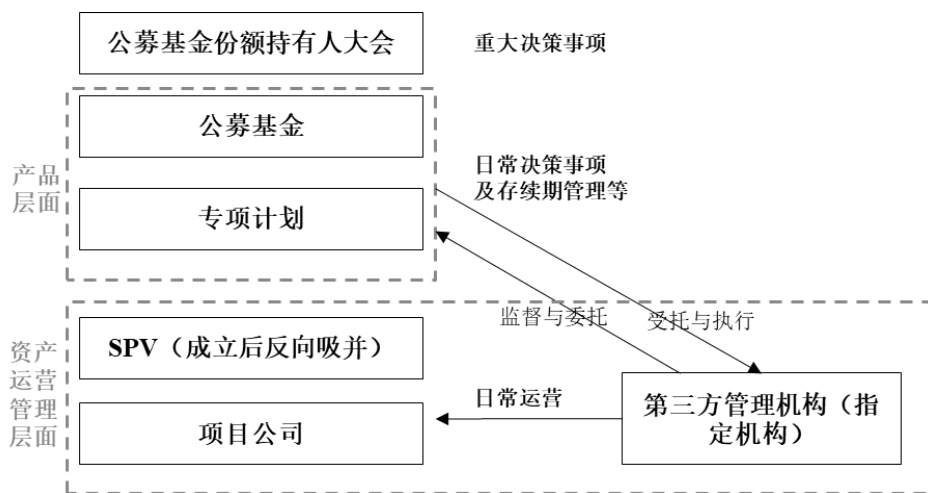 公募基金份额持有人大会
重大决策事项
公募基金
产品
层面
日常决策事项
及存续期管理等
专项计划
监督与委托
受托与执行
SPV（成立后反向吸并）
资产
运营
管理
层面
日常运营
第三方管理机构（指
定机构）
项目公司